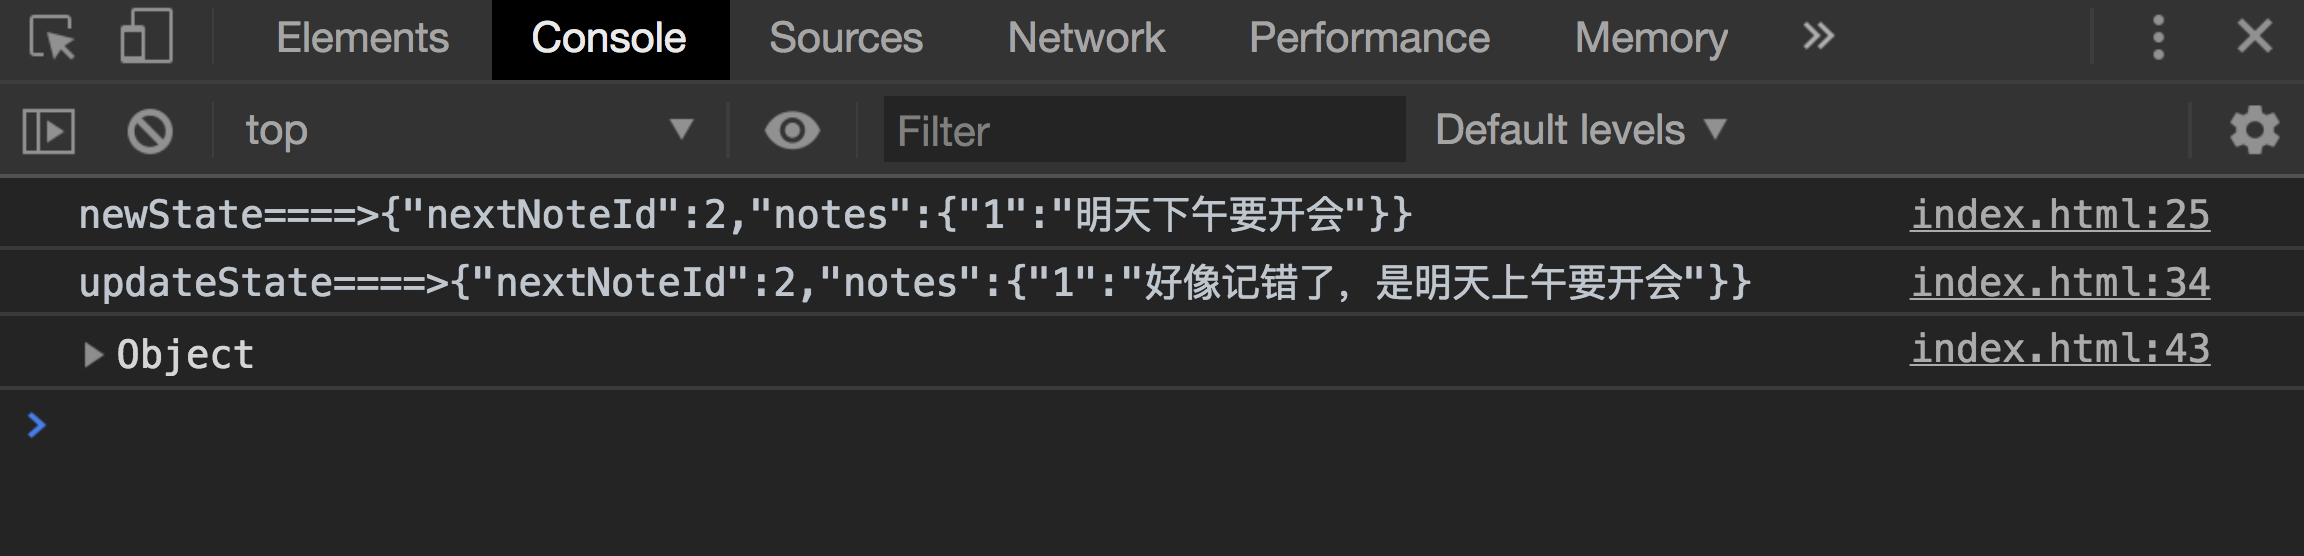 Elements Console Sources Network Performance Memory
top Filter Default levels
newState====>{"nextNoteId":2,"notes":{"1":"明天下午要开会"}} index.html:25
updateState====>{"nextNoteId":2,"notes":{"1":"好像记错了，是明天上午要开会"}} index.html:34
Object index.html:43